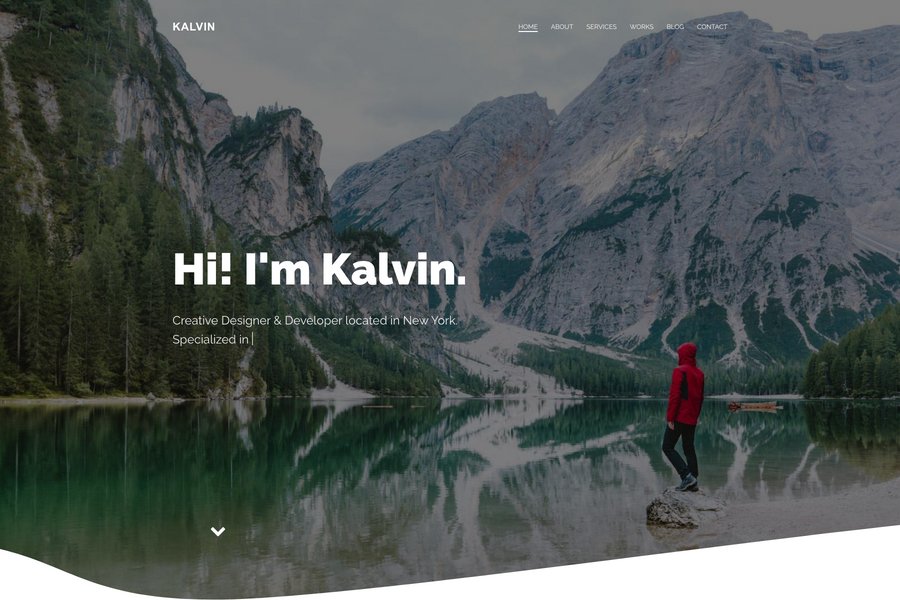 KALVIN
HOME ABOUT SERVICES WORKS BLOG CONTACT
Hi! I'm Kalvin.
Creative Designer & Developer located in New York.
Specialized in